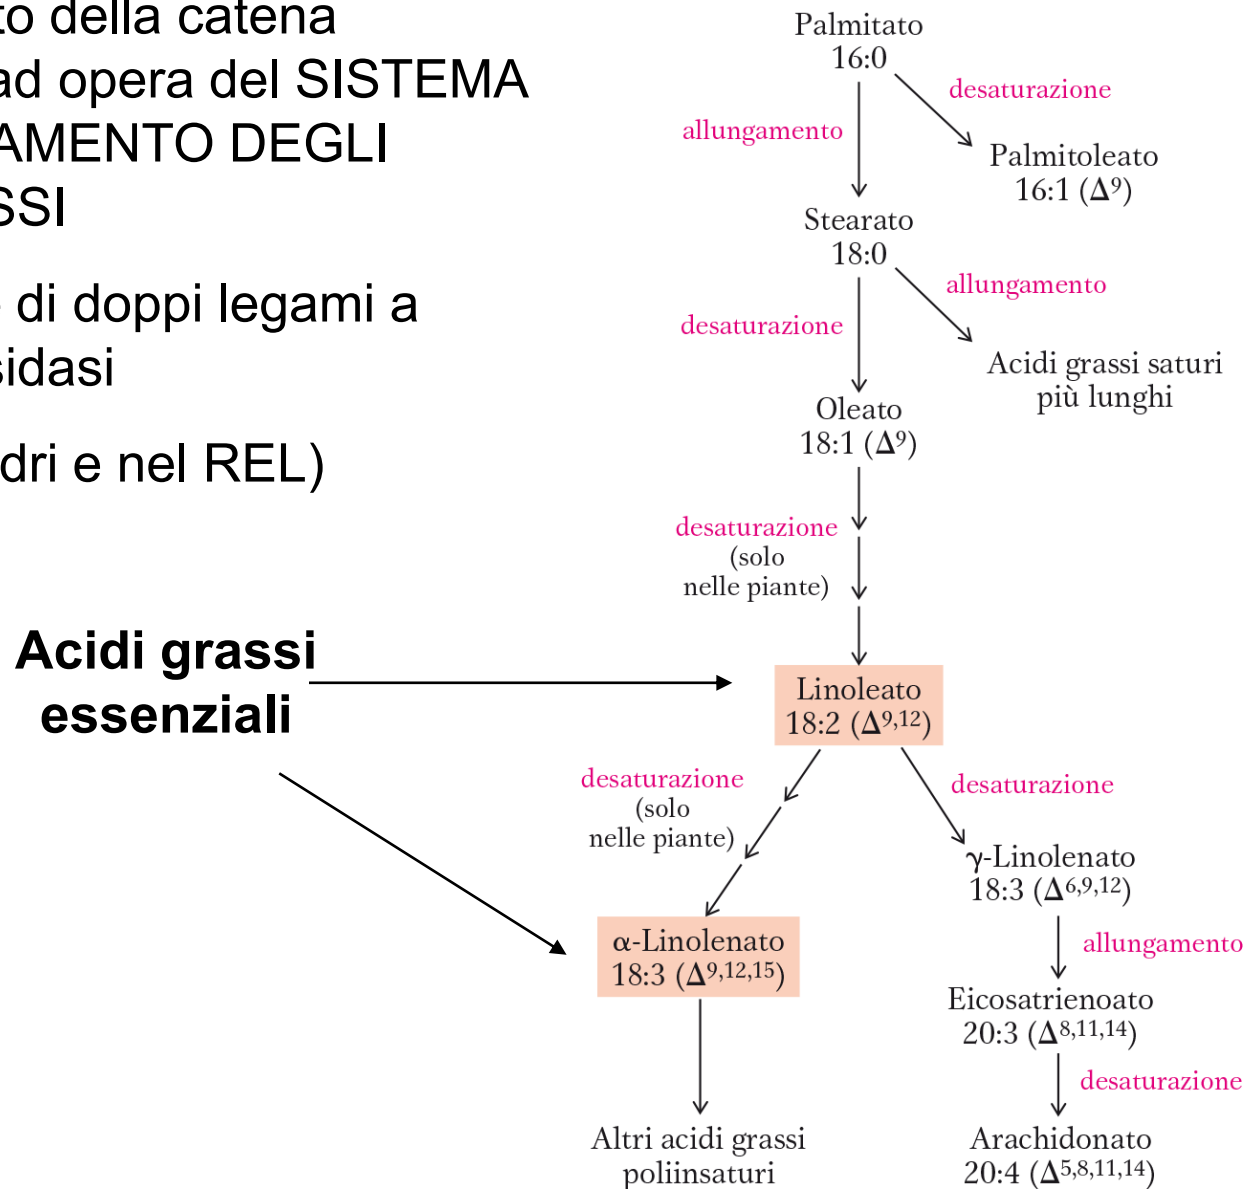 to della catena
ad opera del SISTEMA
AMENTO DEGLI
SSI
di doppi legami a
sidasi
dri e nel REL)
Acidi grassi
essenziali
Palmitato
16:0
desaturazione
allungamento
Palmitoleato
16:1 (Δ⁹)
Stearato
18:0
allungamento
desaturazione
Acidi grassi saturi
più lunghi
Oleato
18:1 (Δ⁹)
desaturazione
(solo
nelle piante)
Linoleato
18:2 (Δ⁹,¹²)
desaturazione
(solo
nelle piante)
desaturazione
γ-Linolenato
18:3 (Δ⁶,⁹,¹²)
α-Linolenato
18:3 (Δ⁹,¹²,¹⁵)
allungamento
Eicosatrienoato
20:3 (Δ⁸,¹¹,¹⁴)
desaturazione
Altri acidi grassi
poliinsaturi
Arachidonato
20:4 (Δ⁵,⁸,¹¹,¹⁴)